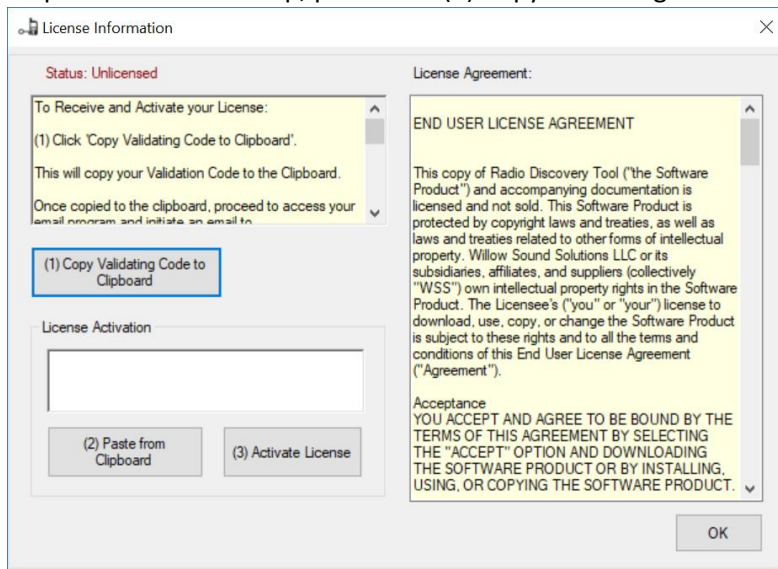 License Information
Status: Unlicensed
To Receive and Activate your License:
(1) Click 'Copy Validating Code to Clipboard'.
This will copy your Validation Code to the Clipboard.
Once copied to the clipboard, proceed to access your
email program and initiate an email to
(1) Copy Validating Code to
Clipboard
License Activation
(2) Paste from
Clipboard
(3) Activate License
License Agreement:
END USER LICENSE AGREEMENT
This copy of Radio Discovery Tool ("the Software
Product") and accompanying documentation is
licensed and not sold. This Software Product is
protected by copyright laws and treaties, as well as
laws and treaties related to other forms of intellectual
property. Willow Sound Solutions LLC or its
subsidiaries, affiliates, and suppliers (collectively
"WSS") own intellectual property rights in the Software
Product. The Licensee's ("you" or "your") license to
download, use, copy, or change the Software Product
is subject to these rights and to all the terms and
conditions of this End User License Agreement
("Agreement").
Acceptance
YOU ACCEPT AND AGREE TO BE BOUND BY THE
TERMS OF THIS AGREEMENT BY SELECTING
THE "ACCEPT" OPTION AND DOWNLOADING
THE SOFTWARE PRODUCT OR BY INSTALLING,
USING, OR COPYING THE SOFTWARE PRODUCT.
OK